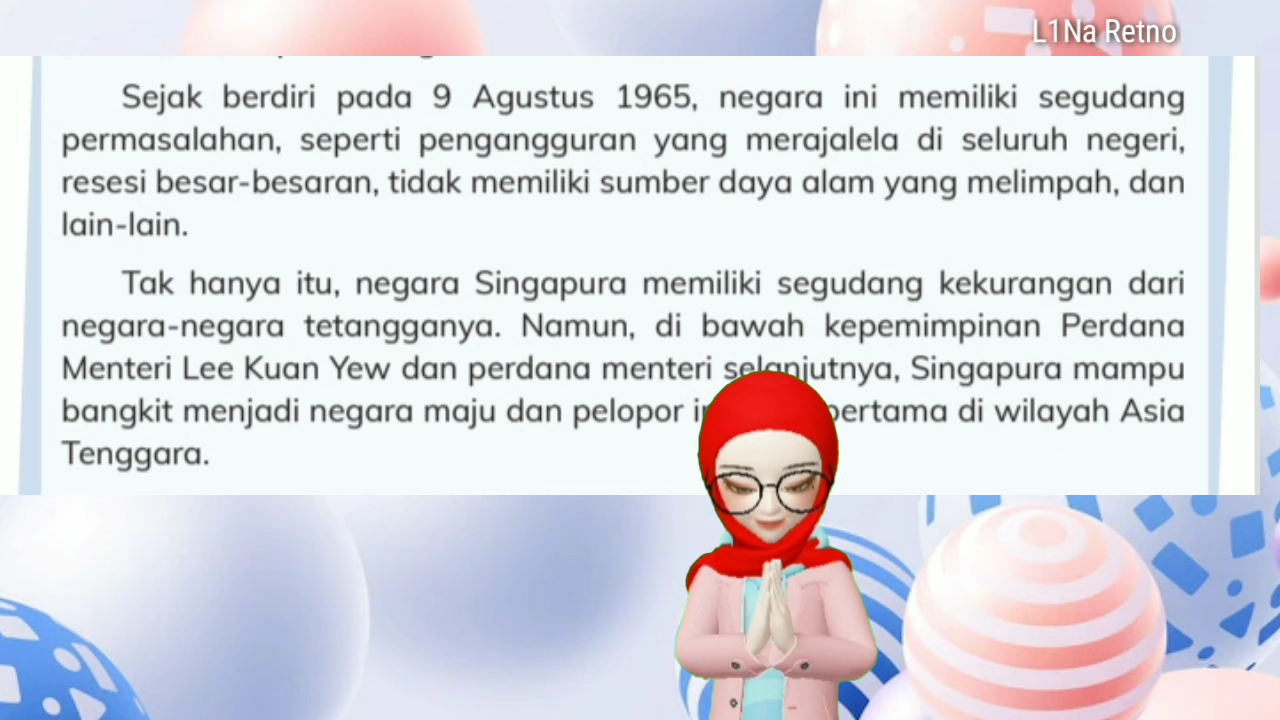 L1Na Retno
Sejak berdiri pada 9 Agustus 1965, negara ini memiliki segudang
permasalahan, seperti pengangguran yang merajalela di seluruh negeri,
resesi besar-besaran, tidak memiliki sumber daya alam yang melimpah, dan
lain-lain.
Tak hanya itu, negara Singapura memiliki segudang kekurangan dari
negara-negara tetangganya. Namun, di bawah kepemimpinan Perdana
Menteri Lee Kuan Yew dan perdana menteri selanjutnya, Singapura mampu
bangkit menjadi negara maju dan pelopor pertama di wilayah Asia
Tenggara.